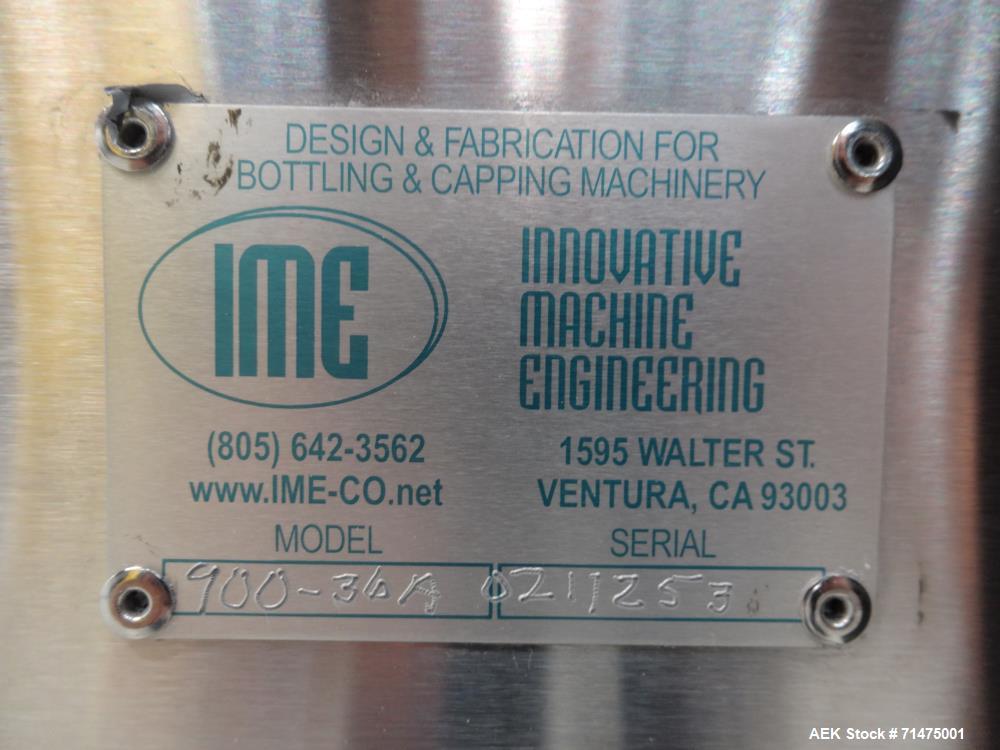 DESIGN & FABRICATION FOR
BOTTLING & CAPPING MACHINERY
IME
INNOVATIVE
MACHINE
ENGINEERING
(805) 642-3562
www.IME-CO.net
1595 WALTER ST.
VENTURA, CA 93003
MODEL
900-36A
SERIAL
0211253
AEK Stock # 71475001